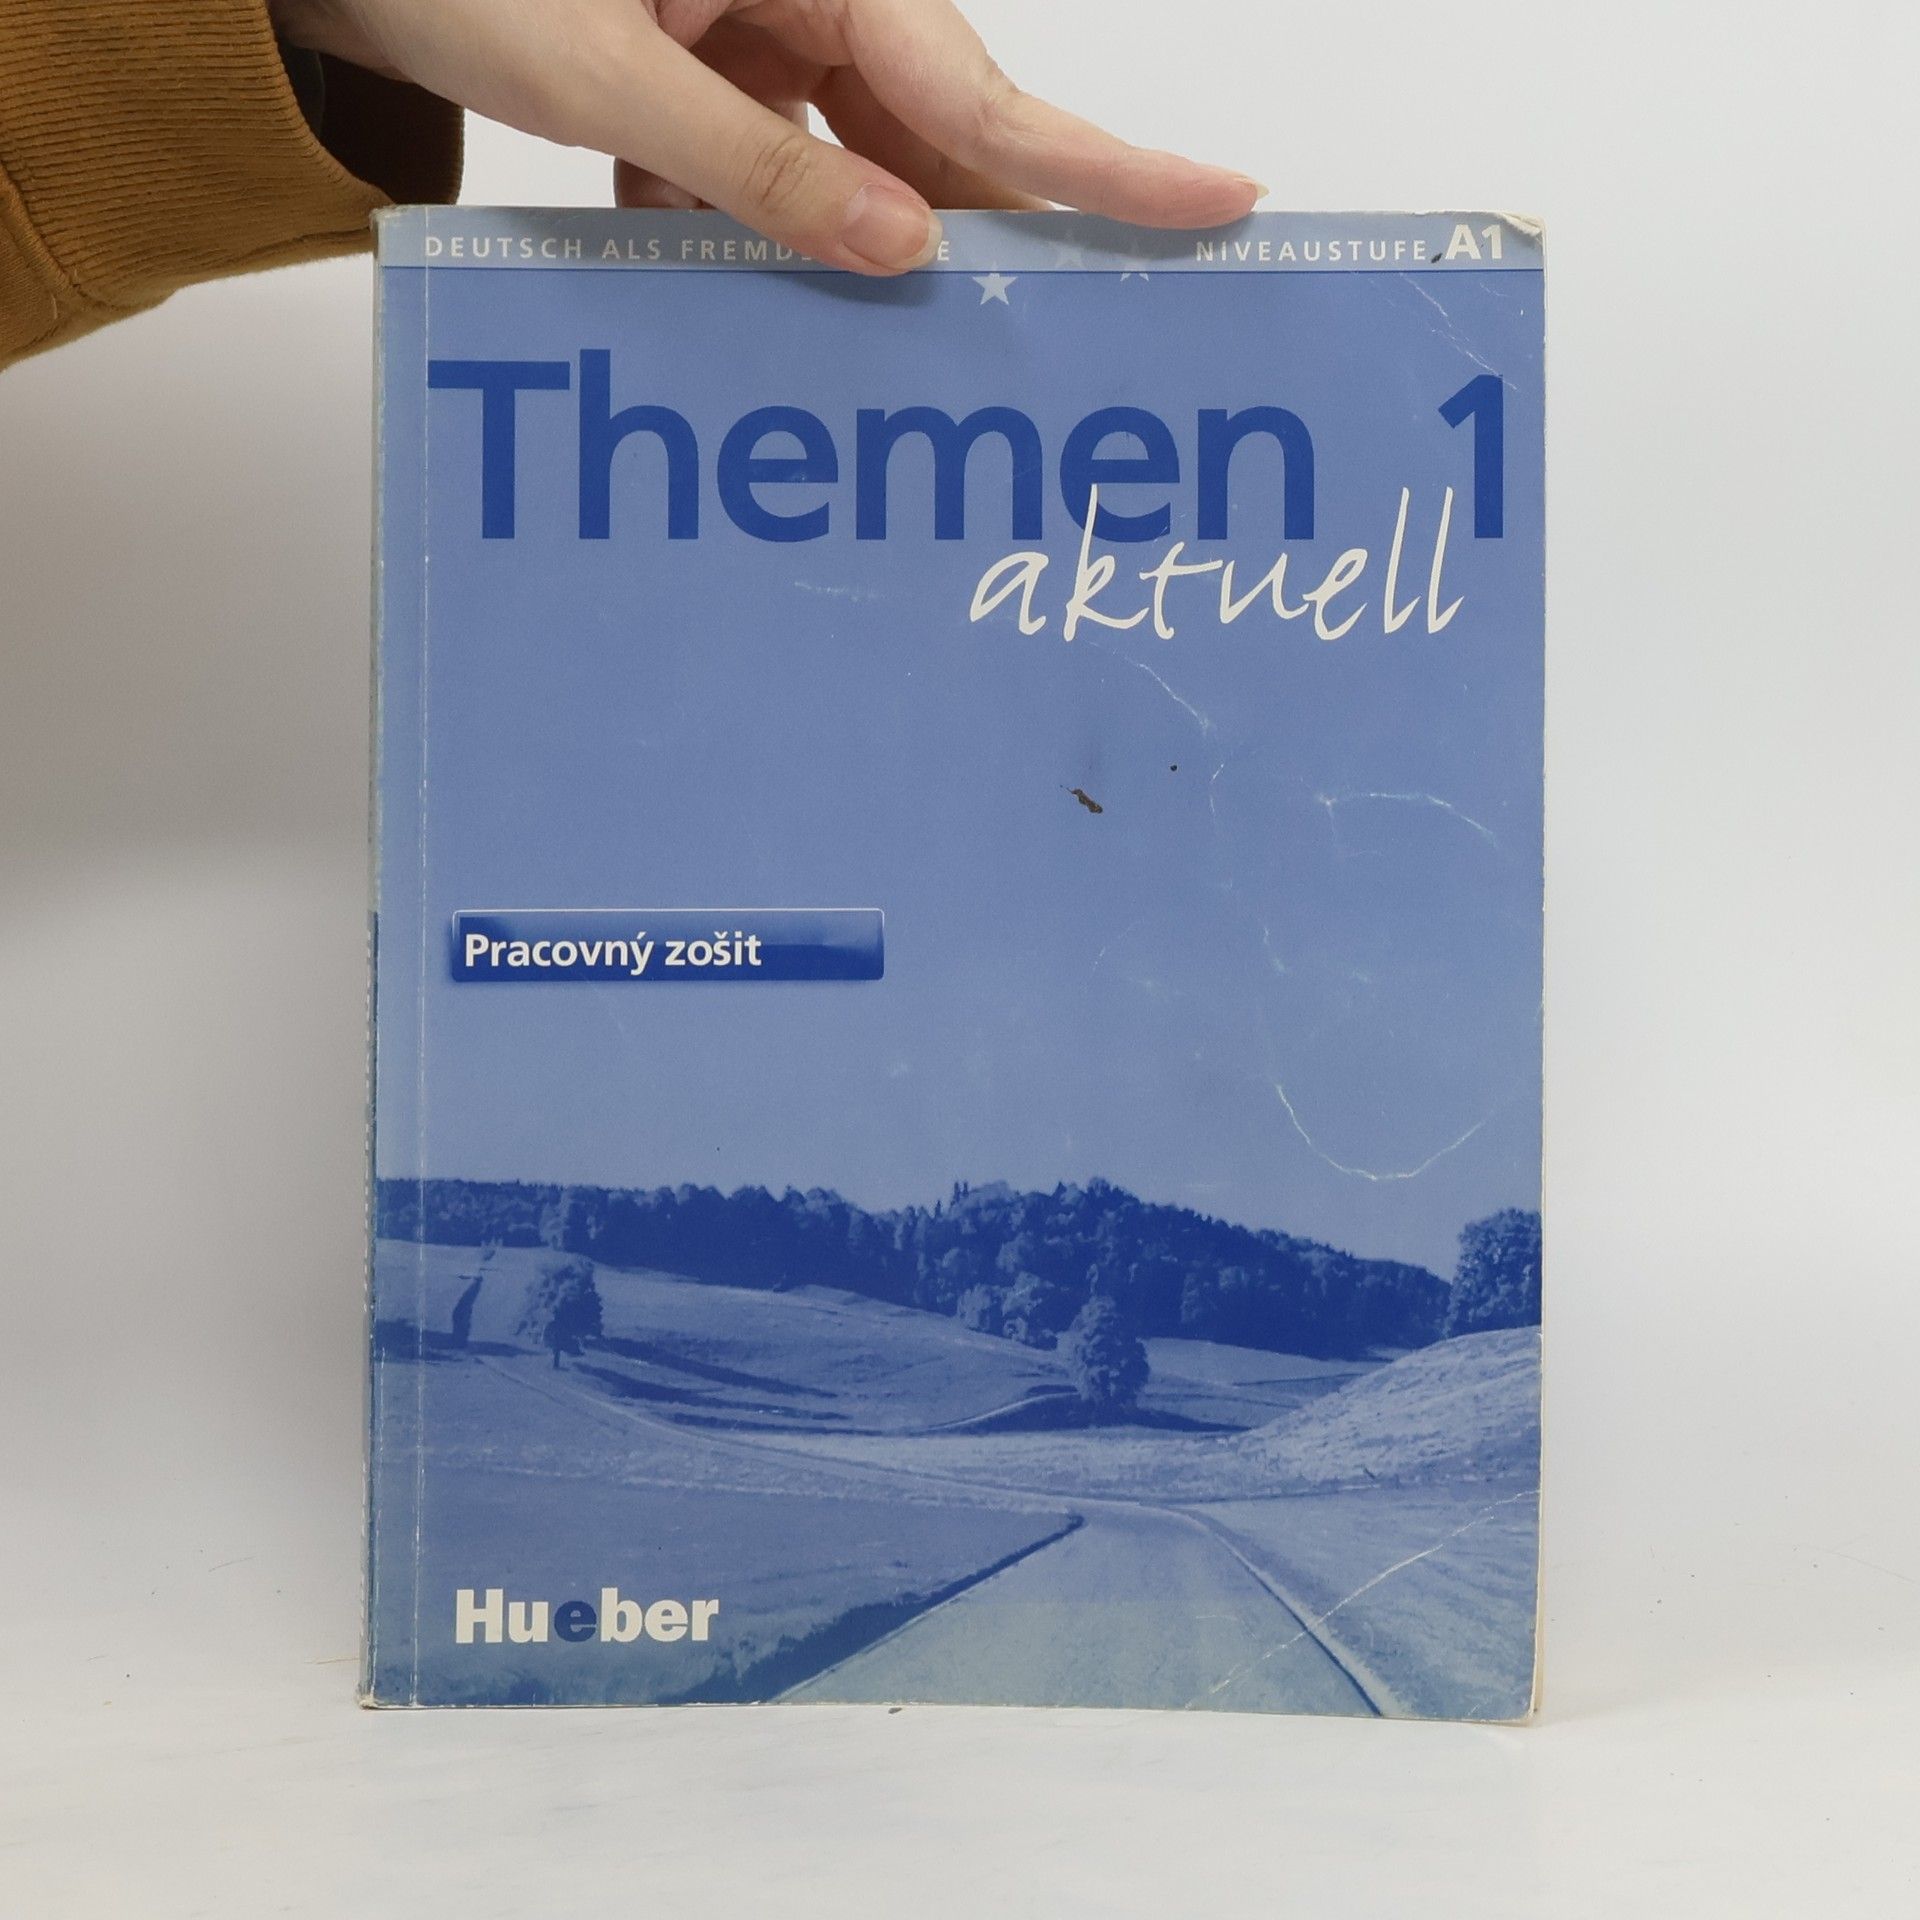 DEUTSCH ALS
NIVEAUSTUFE A1
Themen 1
aktuell
Pracovný zošit
Hueber